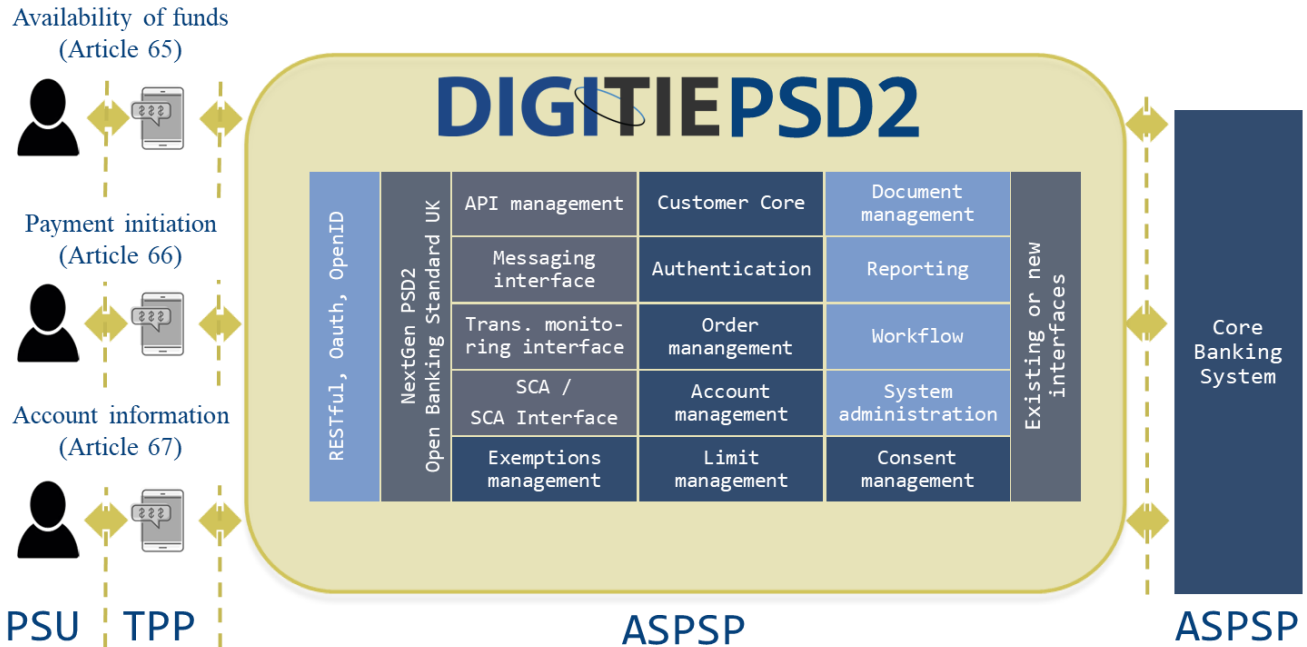 Availability of funds
(Article 65)
Payment initiation
(Article 66)
Account information
(Article 67)
DIGITIEPSD2
RESTful, Oauth, OpenID
NextGen PSD2
Open Banking Standard UK
API management
Customer Core
Document
management
Messaging
interface
Authentication
Reporting
Trans. monito-
ring interface
Order
manangement
Workflow
SCA /
SCA Interface
Account
management
System
administration
Exemptions
management
Limit
management
Consent
management
Existing or new
interfaces
Core
Banking
System
PSU
TPP
ASPSP
ASPSP